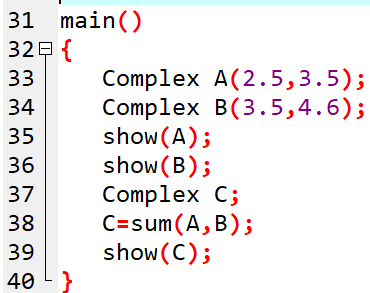 31 main()
32 {
33 Complex A(2.5,3.5);
34 Complex B(3.5,4.6);
35 show(A);
36 show(B);
37 Complex C;
38 C=sum(A,B);
39 show(C);
40 }